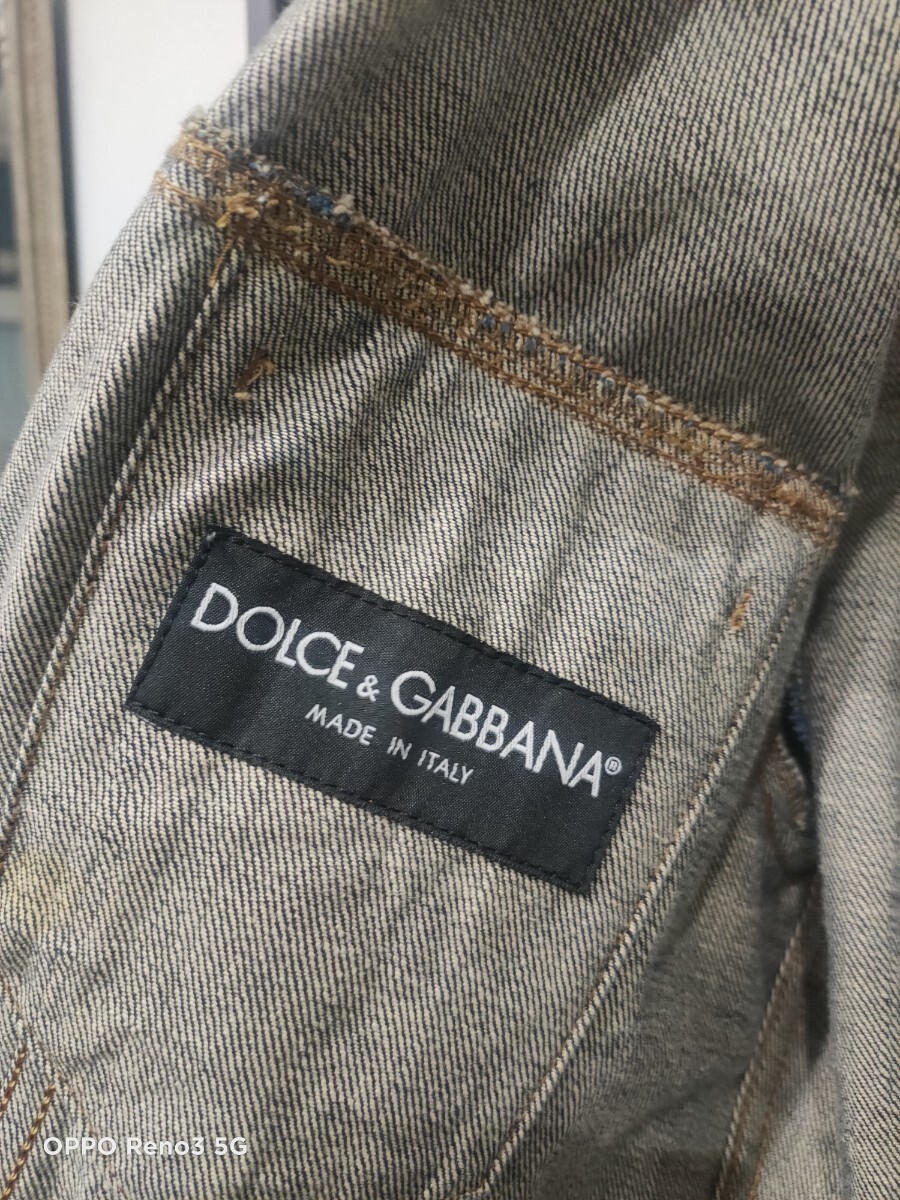 DOLCE & GABBANA®
MADE IN ITALY
OPPO Reno3 5G